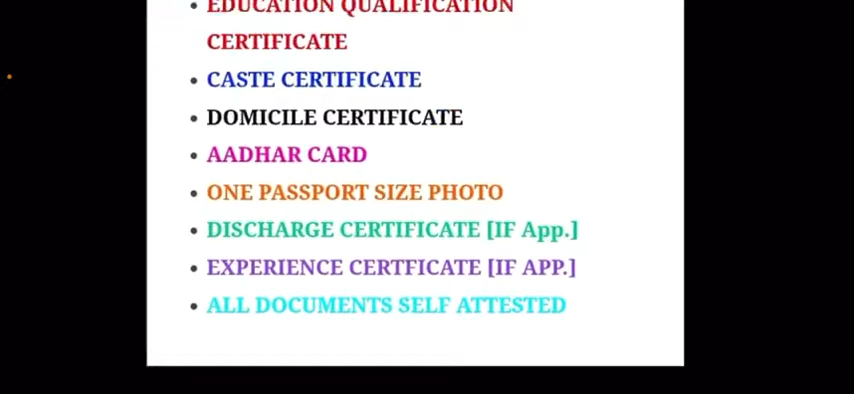 • EDUCATION QUALIFICATION
CERTIFICATE
• CASTE CERTIFICATE
• DOMICILE CERTIFICATE
• AADHAR CARD
• ONE PASSPORT SIZE PHOTO
• DISCHARGE CERTIFICATE [IF App.]
• EXPERIENCE CERTFICATE [IF APP.]
• ALL DOCUMENTS SELF ATTESTED